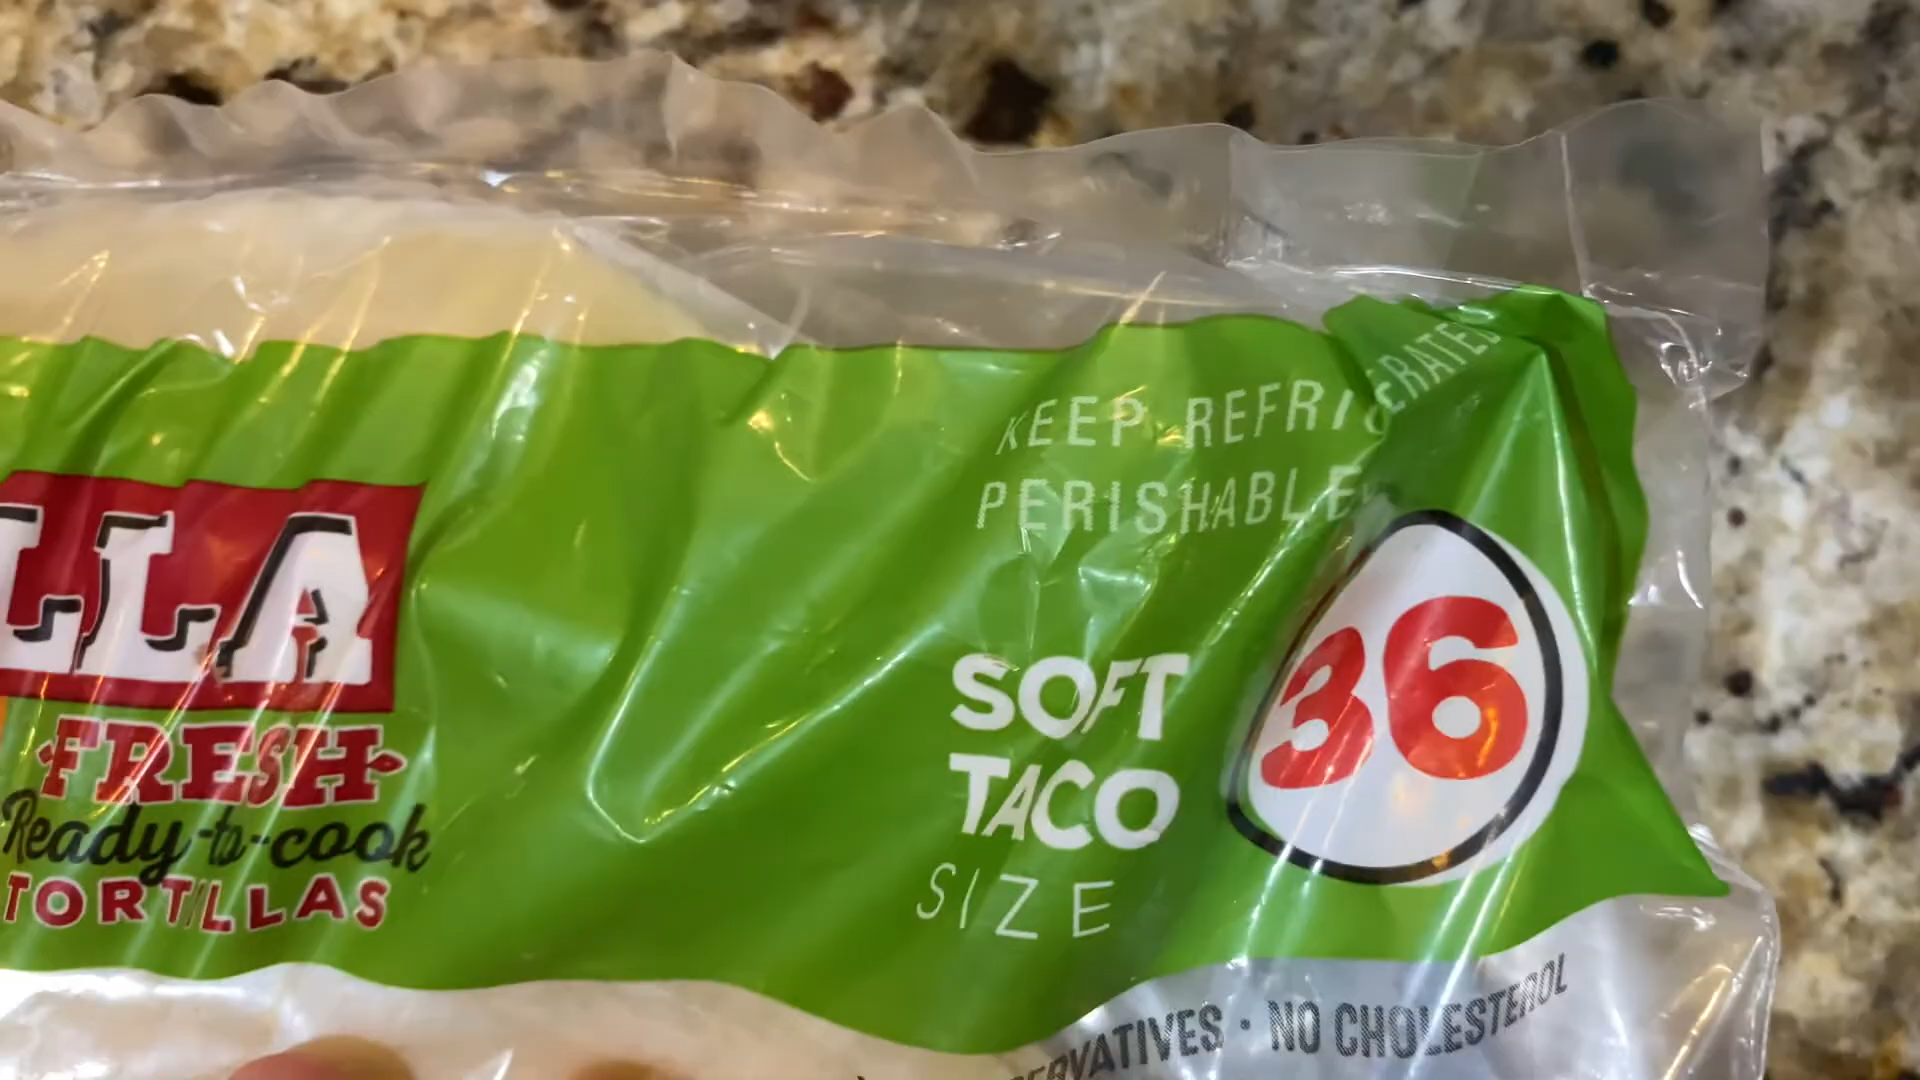 KEEP REFRIGERATED
PERISHABLE
LLA
FRESH
Ready-to-cook
TORTILLAS
SOFT
TACO
SIZE
36
ERVATIVES · NO CHOLESTEROL